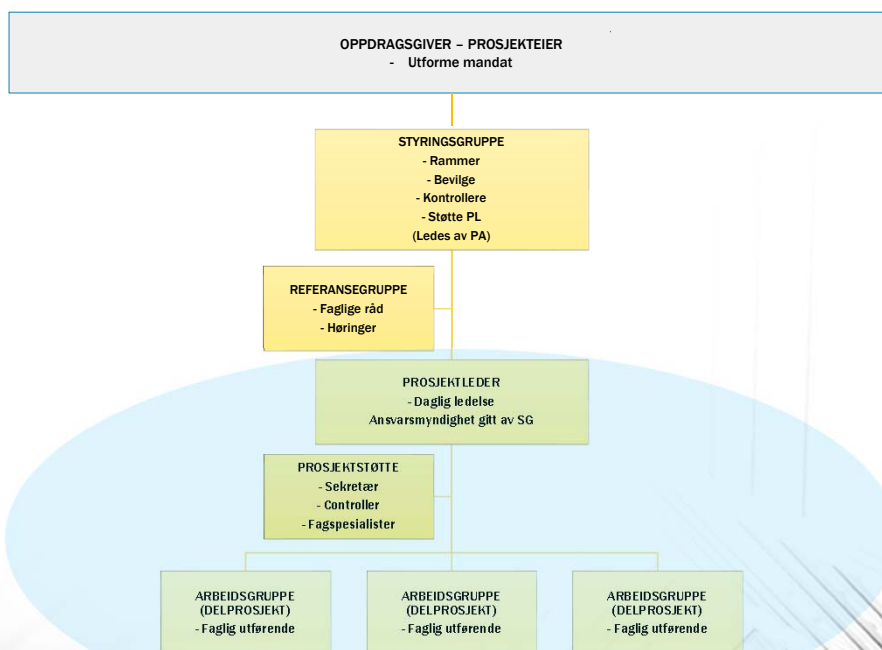 OPPDRAGSGIVER – PROSJEKTEIER
- Utforme mandat
STYRINGSGRUPPE
- Rammer
- Bevilge
- Kontrollere
- Støtte PL
(Ledes av PA)
REFERANSEGRUPPE
- Faglige råd
- Høringer
PROSJEKTLEDER
- Daglig ledelse
Ansvarsmyndighet gitt av SG
PROSJEKTSTØTTE
- Sekretær
- Controller
- Fagspesialister
ARBEIDSGRUPPE
(DELPROSJEKT)
- Faglig utførende
ARBEIDSGRUPPE
(DELPROSJEKT)
- Faglig utførende
ARBEIDSGRUPPE
(DELPROSJEKT)
- Faglig utførende